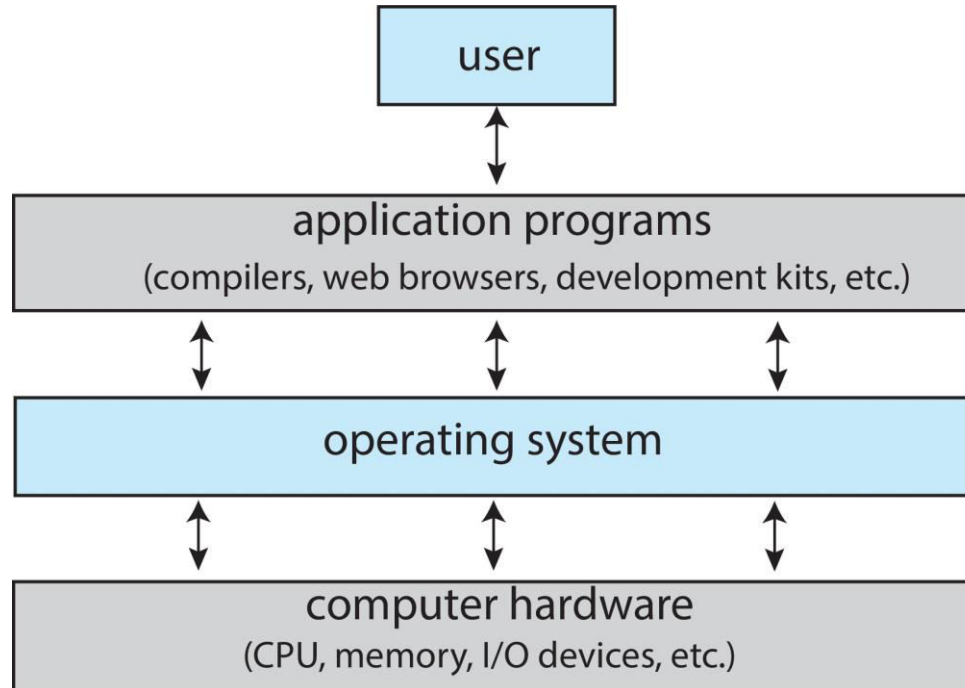 user
application programs
(compilers, web browsers, development kits, etc.)
operating system
computer hardware
(CPU, memory, I/O devices, etc.)